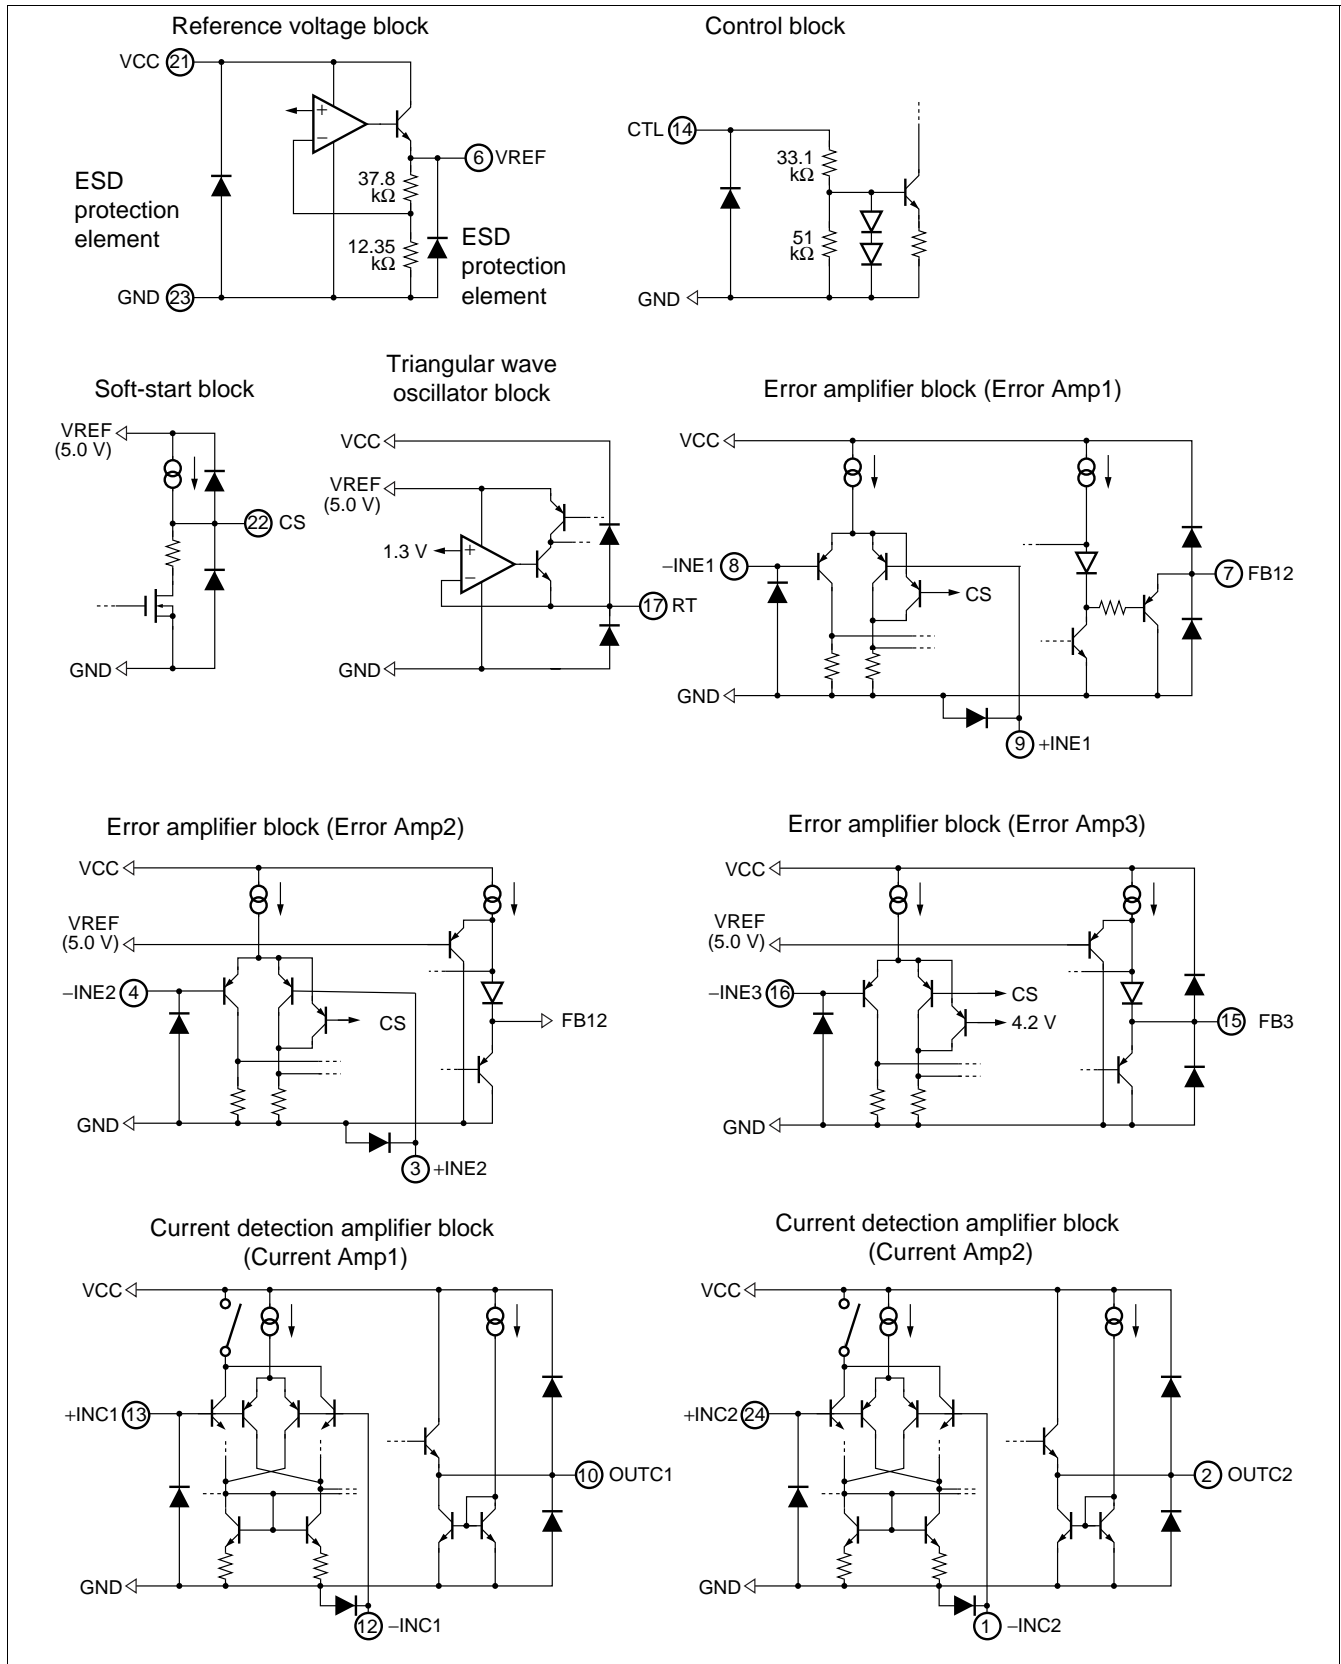 Reference voltage block
VCC 21
+
−
6 VREF
37.8
kΩ
12.35
kΩ
ESD
protection
element
ESD
protection
element
GND 23
Control block
CTL 14
33.1
kΩ
51
kΩ
GND
Soft-start block
VREF
(5.0 V)
22 CS
GND
Triangular wave
oscillator block
VCC
VREF
(5.0 V)
1.3 V
+
−
17 RT
GND
Error amplifier block (Error Amp1)
VCC
−INE1 8
CS
7 FB12
GND
9 +INE1
Error amplifier block (Error Amp2)
VCC
VREF
(5.0 V)
−INE2 4
CS
FB12
GND
3 +INE2
Error amplifier block (Error Amp3)
VCC
VREF
(5.0 V)
−INE3 16
CS
4.2 V
15 FB3
GND
Current detection amplifier block
(Current Amp1)
VCC
+INC1 13
10 OUTC1
GND
12 −INC1
Current detection amplifier block
(Current Amp2)
VCC
+INC2 24
2 OUTC2
GND
1 −INC2